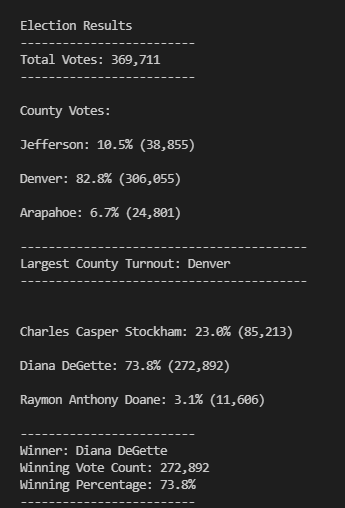 Election Results
-------------------------
Total Votes: 369,711
-------------------------
County Votes:
Jefferson: 10.5% (38,855)
Denver: 82.8% (306,055)
Arapahoe: 6.7% (24,801)
-----------------------------------------
Largest County Turnout: Denver
-----------------------------------------
Charles Casper Stockham: 23.0% (85,213)
Diana DeGette: 73.8% (272,892)
Raymon Anthony Doane: 3.1% (11,606)
-------------------------
Winner: Diana DeGette
Winning Vote Count: 272,892
Winning Percentage: 73.8%
-------------------------